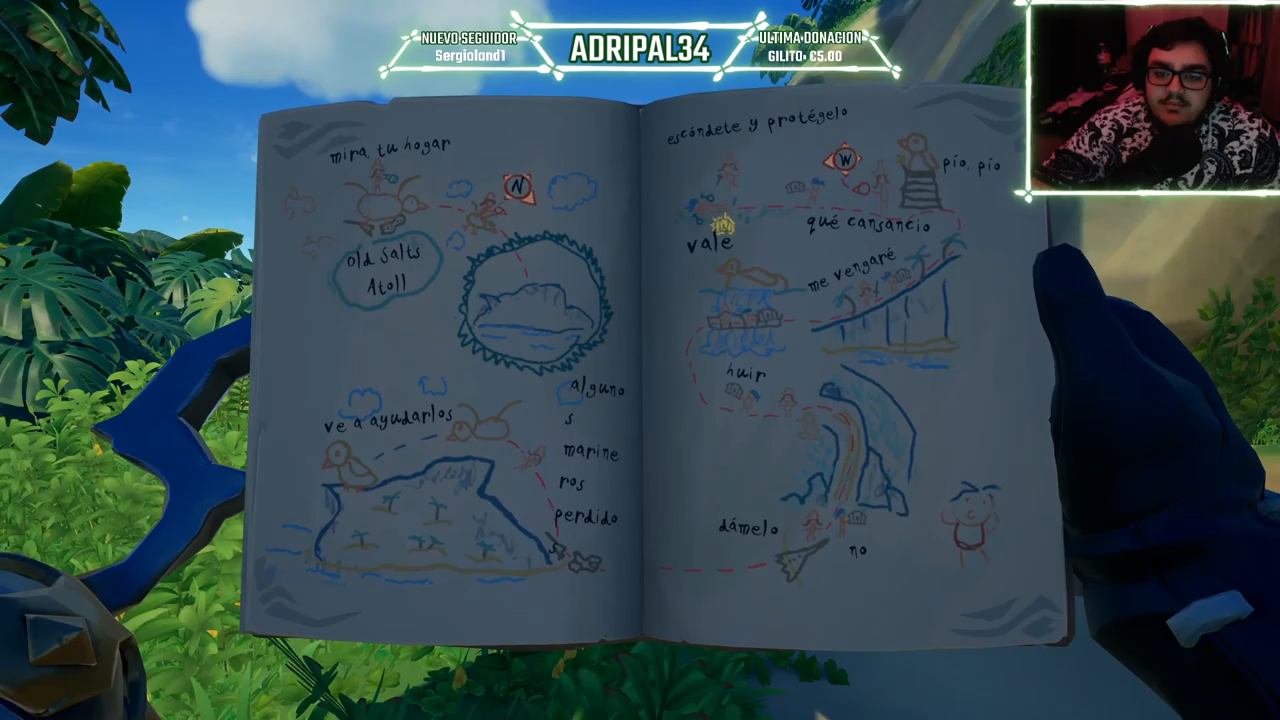 NUEVO SEGUIDOR
Sergioland1
ADRIPAL34
ULTIMA DONACION
GILITO: €5.00
mira, tu hogar
N
Old Salts
Atoll
ve a ayudarlos
alguno
s
marine
ros
perdido
s
escóndete y protégelo
W
pío, pío
qué cansancio
vale
me vengaré
huir
dámelo
no